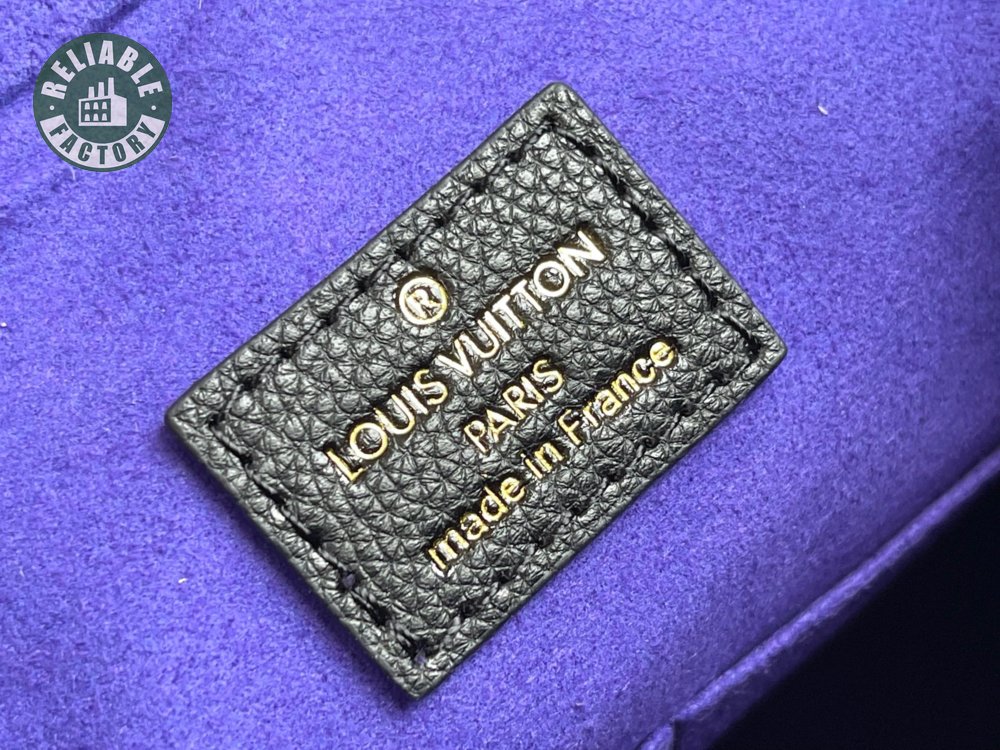 RELIABLE
FACTORY
®
LOUIS VUITTON
PARIS
made in France